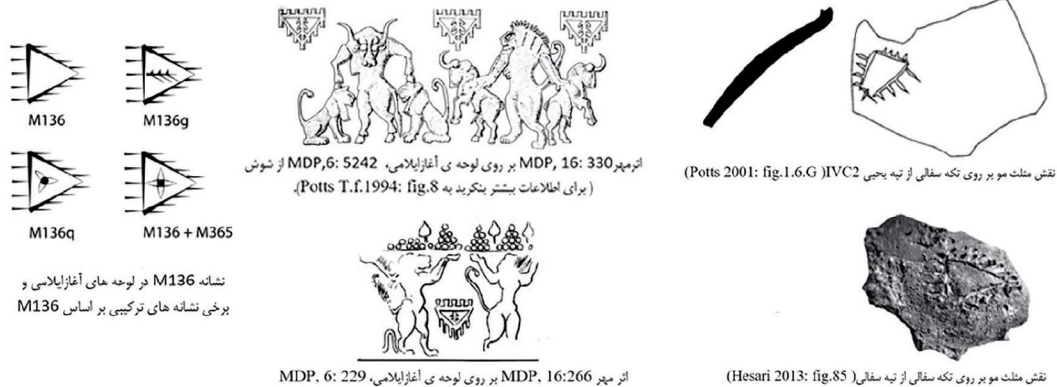 M136
M136g
M136q
M136 + M365
نشانه M136 در لوحه های آغازایلامی و
برخی نشانه های ترکیبی بر اساس M136
اثرمهر330 :MDP, 16 بر روی لوحه ی آغازایلامی، MDP,6: 5242 از شوش
( برای اطلاعات بیشتر بنگرید به Potts T.f.1994: fig.8).
اثر مهر MDP, 16:266 بر روی لوحه ی آغازایلامی، MDP, 6: 229
نقش مثلث مو بر روی تکه سفالی از تپه یحیی IVC2( Potts 2001: fig.1.6.G)
نقش مثلث مو بر روی تکه سفالی از تپه سفالی( Hesari 2013: fig.85)